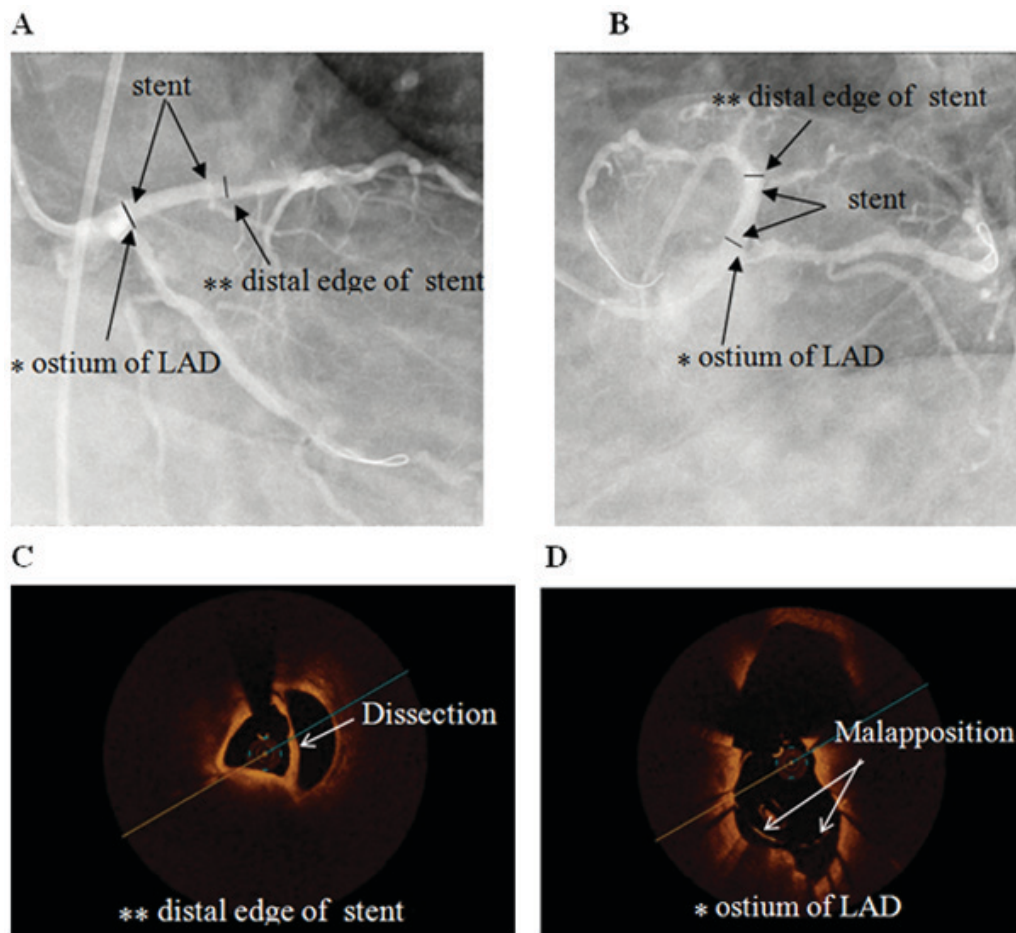 A
stent
** distal edge of stent
* ostium of LAD
B
** distal edge of stent
stent
* ostium of LAD
C
Dissection
** distal edge of stent
D
Malapposition
* ostium of LAD